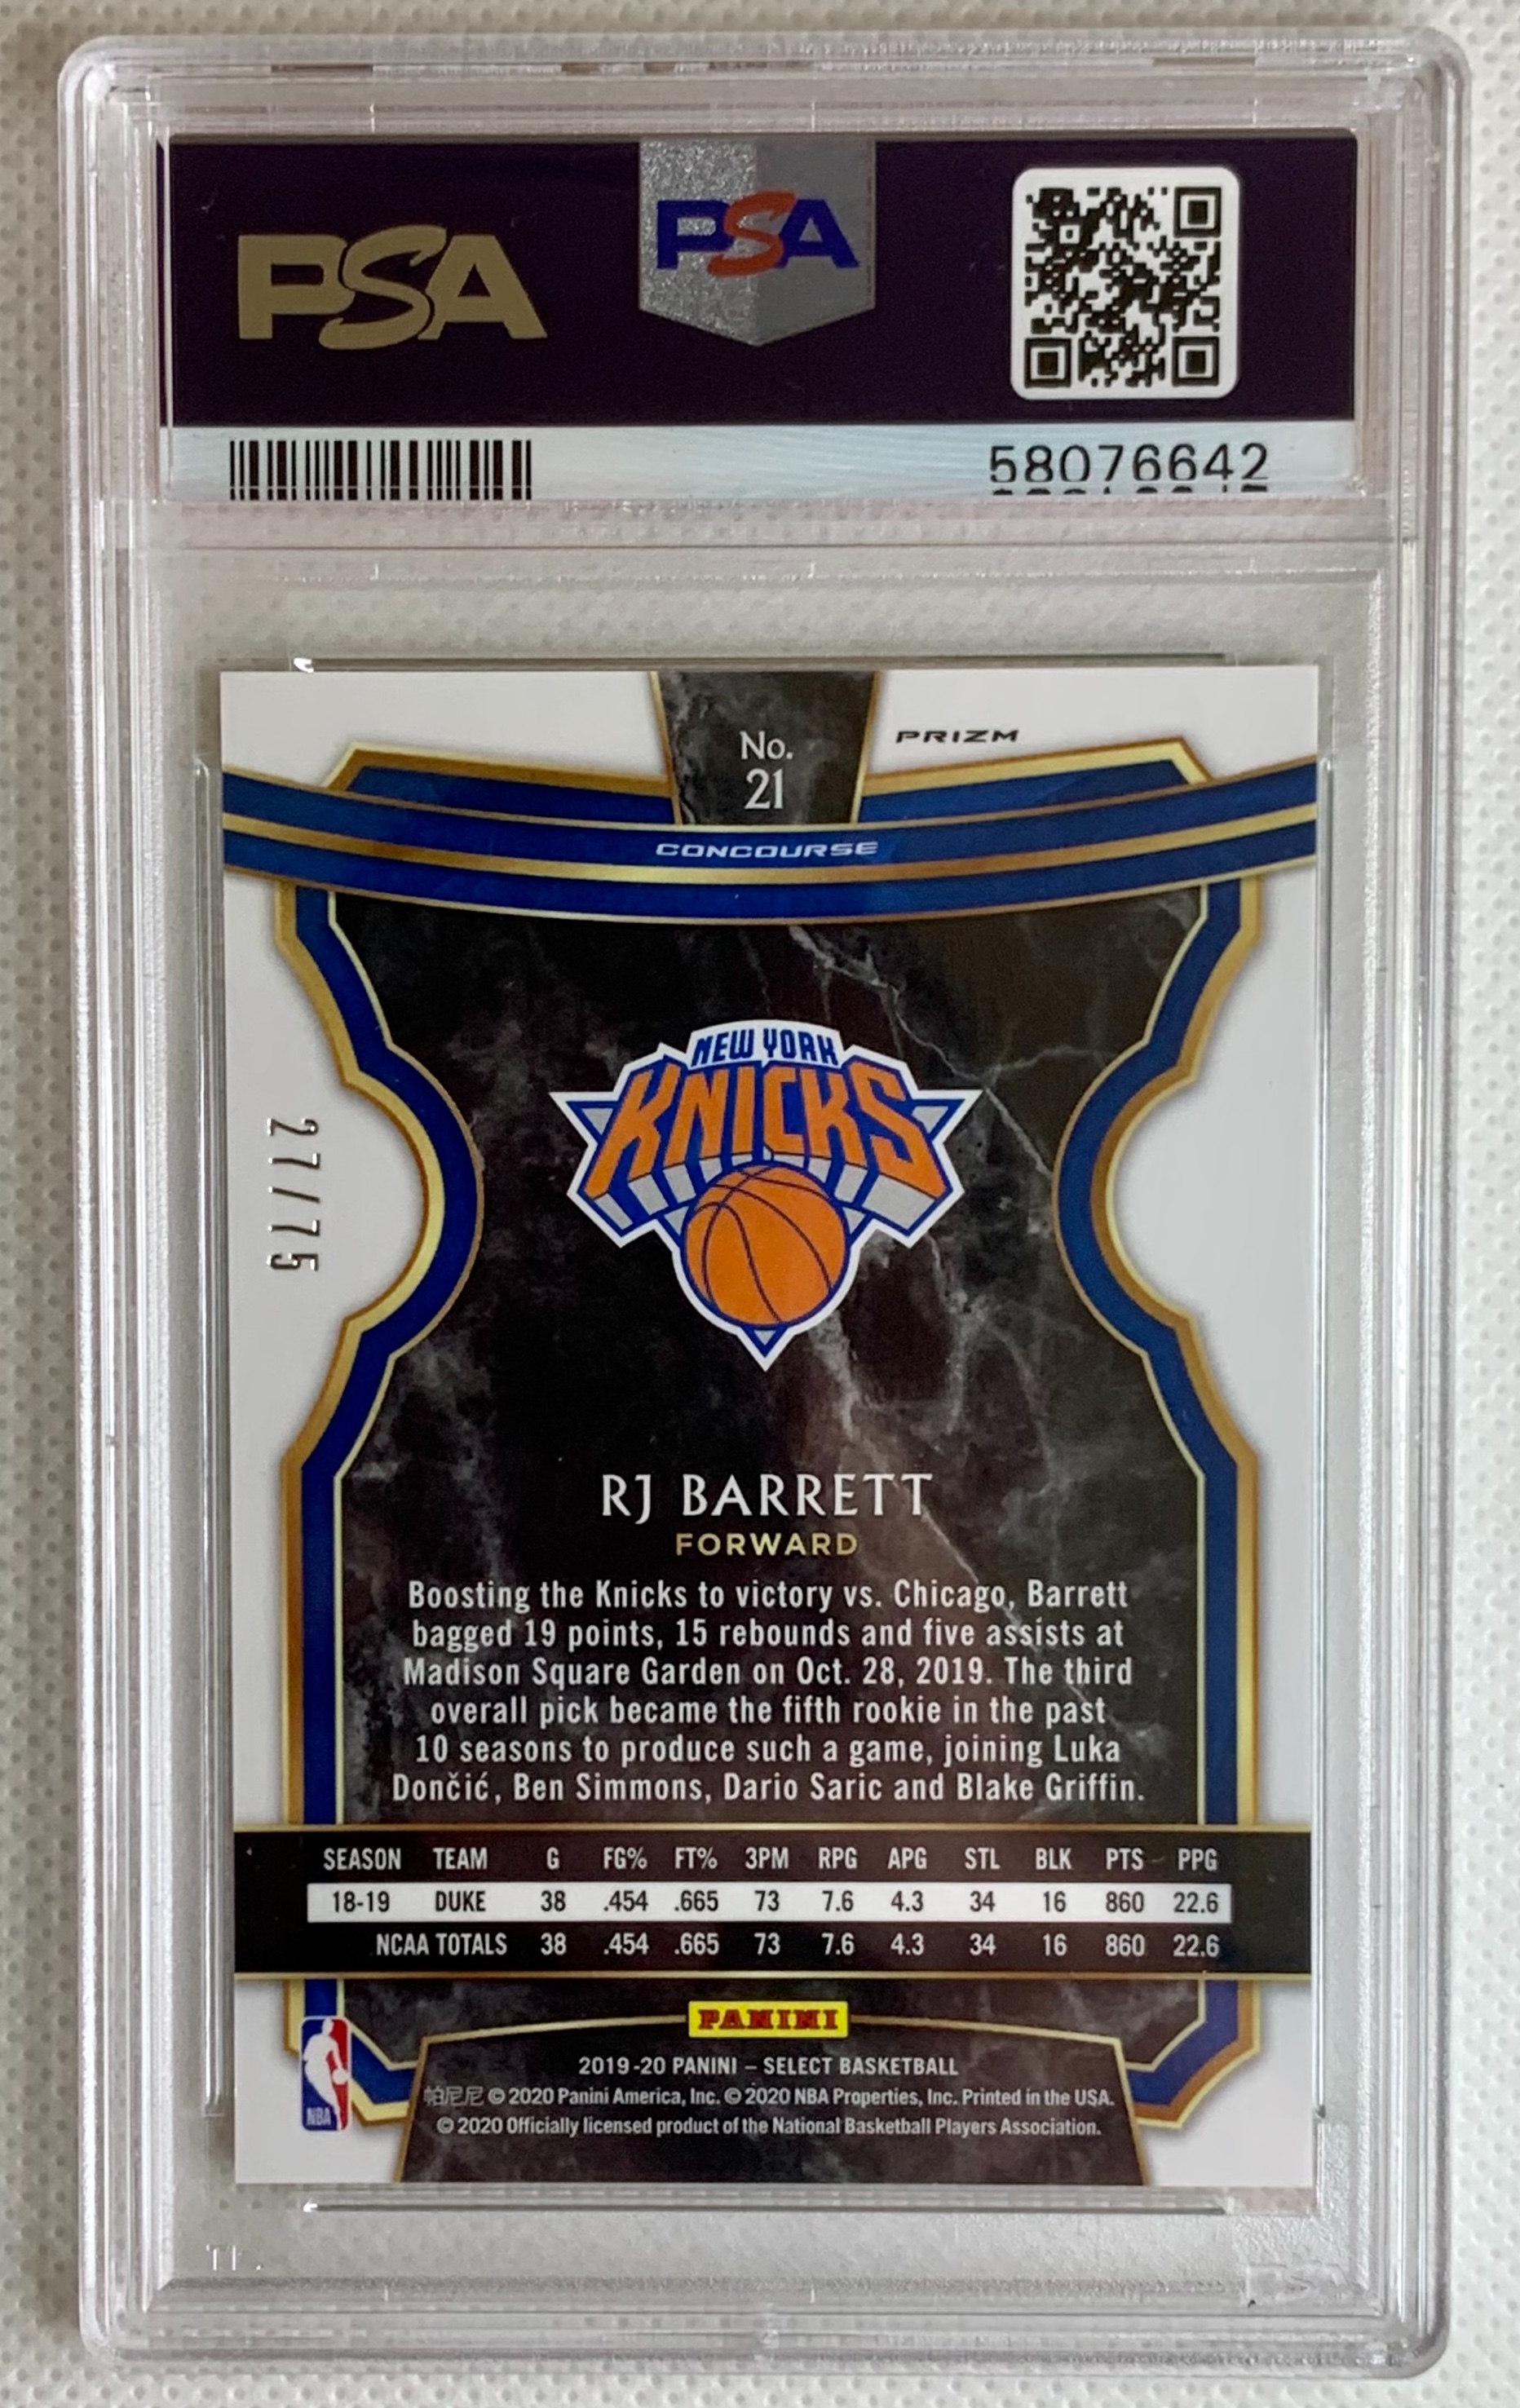 PSA
PSA
58076642
No.
21
PRIZM
CONCOURSE
NEW YORK
KNICKS
27/75
RJ BARRETT
FORWARD
Boosting the Knicks to victory vs. Chicago, Barrett
bagged 19 points, 15 rebounds and five assists at
Madison Square Garden on Oct. 28, 2019. The third
overall pick became the fifth rookie in the past
10 seasons to produce such a game, joining Luka
Dončić, Ben Simmons, Dario Saric and Blake Griffin.
SEASON TEAM G FG% FT% 3PM RPG APG STL BLK PTS PPG
18-19 DUKE 38 .454 .665 73 7.6 4.3 34 16 860 22.6
NCAA TOTALS 38 .454 .665 73 7.6 4.3 34 16 860 22.6
PANINI
NBA
2019-20 PANINI – SELECT BASKETBALL
帕尼尼 © 2020 Panini America, Inc. © 2020 NBA Properties, Inc. Printed in the USA.
© 2020 Officially licensed product of the National Basketball Players Association.
PSA